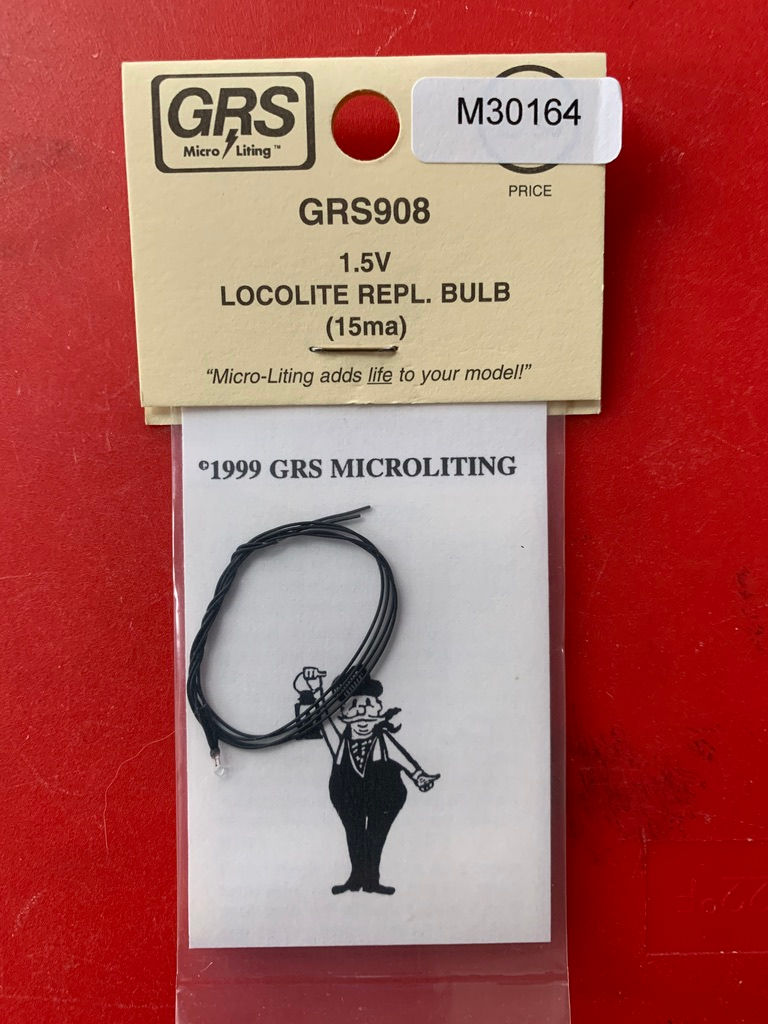 GRS
Micro Liting™
M30164
PRICE
GRS908
1.5V
LOCOLITE REPL. BULB
(15ma)
“Micro-Liting adds life to your model!”
©1999 GRS MICROLITING
22°F